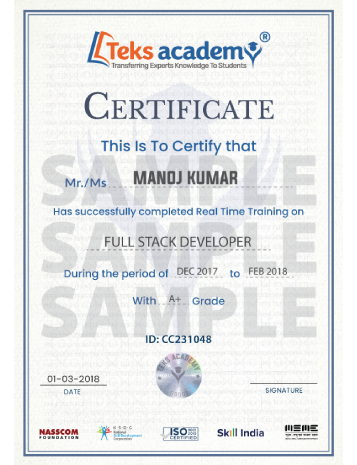 Teks academy®
Transferring Experts Knowledge To Students
CERTIFICATE
This Is To Certify that
SAMPLE
Mr./Ms MANOJ KUMAR
Has successfully completed Real Time Training on
SAMPLE
FULL STACK DEVELOPER
During the period of DEC 2017 to FEB 2018
SAMPLE
With A+ Grade
ID: CC231048
TEKS ACADEMY
01-03-2018
DATE
SIGNATURE
NASSCOM
FOUNDATION
N · S · D · C
National
Skill Development
Corporation
ISO
CERTIFIED
Skill India